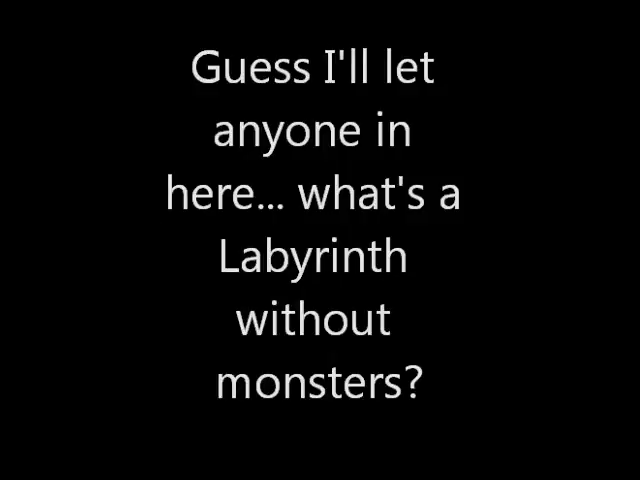 Guess I'll let
anyone in
here... what's a
Labyrinth
without
monsters?